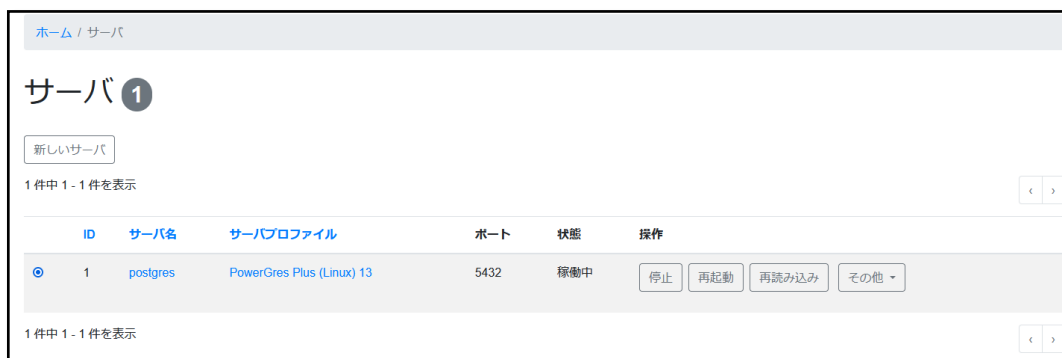 ホーム / サーバ
サーバ 1
新しいサーバ
1 件中 1 - 1 件を表示
‹ ›
ID サーバ名 サーバプロファイル ポート 状態 操作
1 postgres PowerGres Plus (Linux) 13 5432 稼働中 停止 再起動 再読み込み その他
1 件中 1 - 1 件を表示
‹ ›